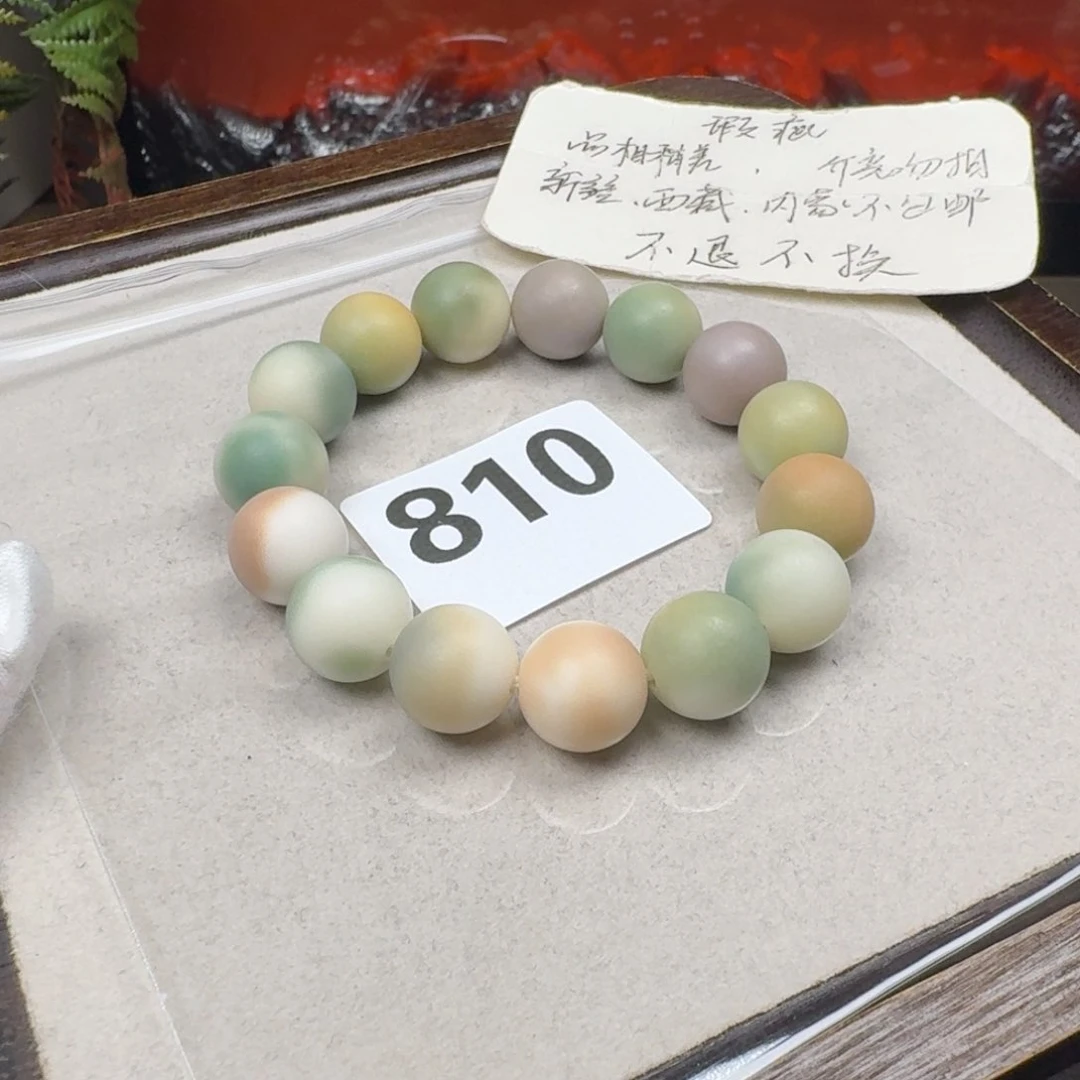 瑕疵
品相稍差，介意勿拍
新疆、西藏、内蒙不包邮
不退不换
810